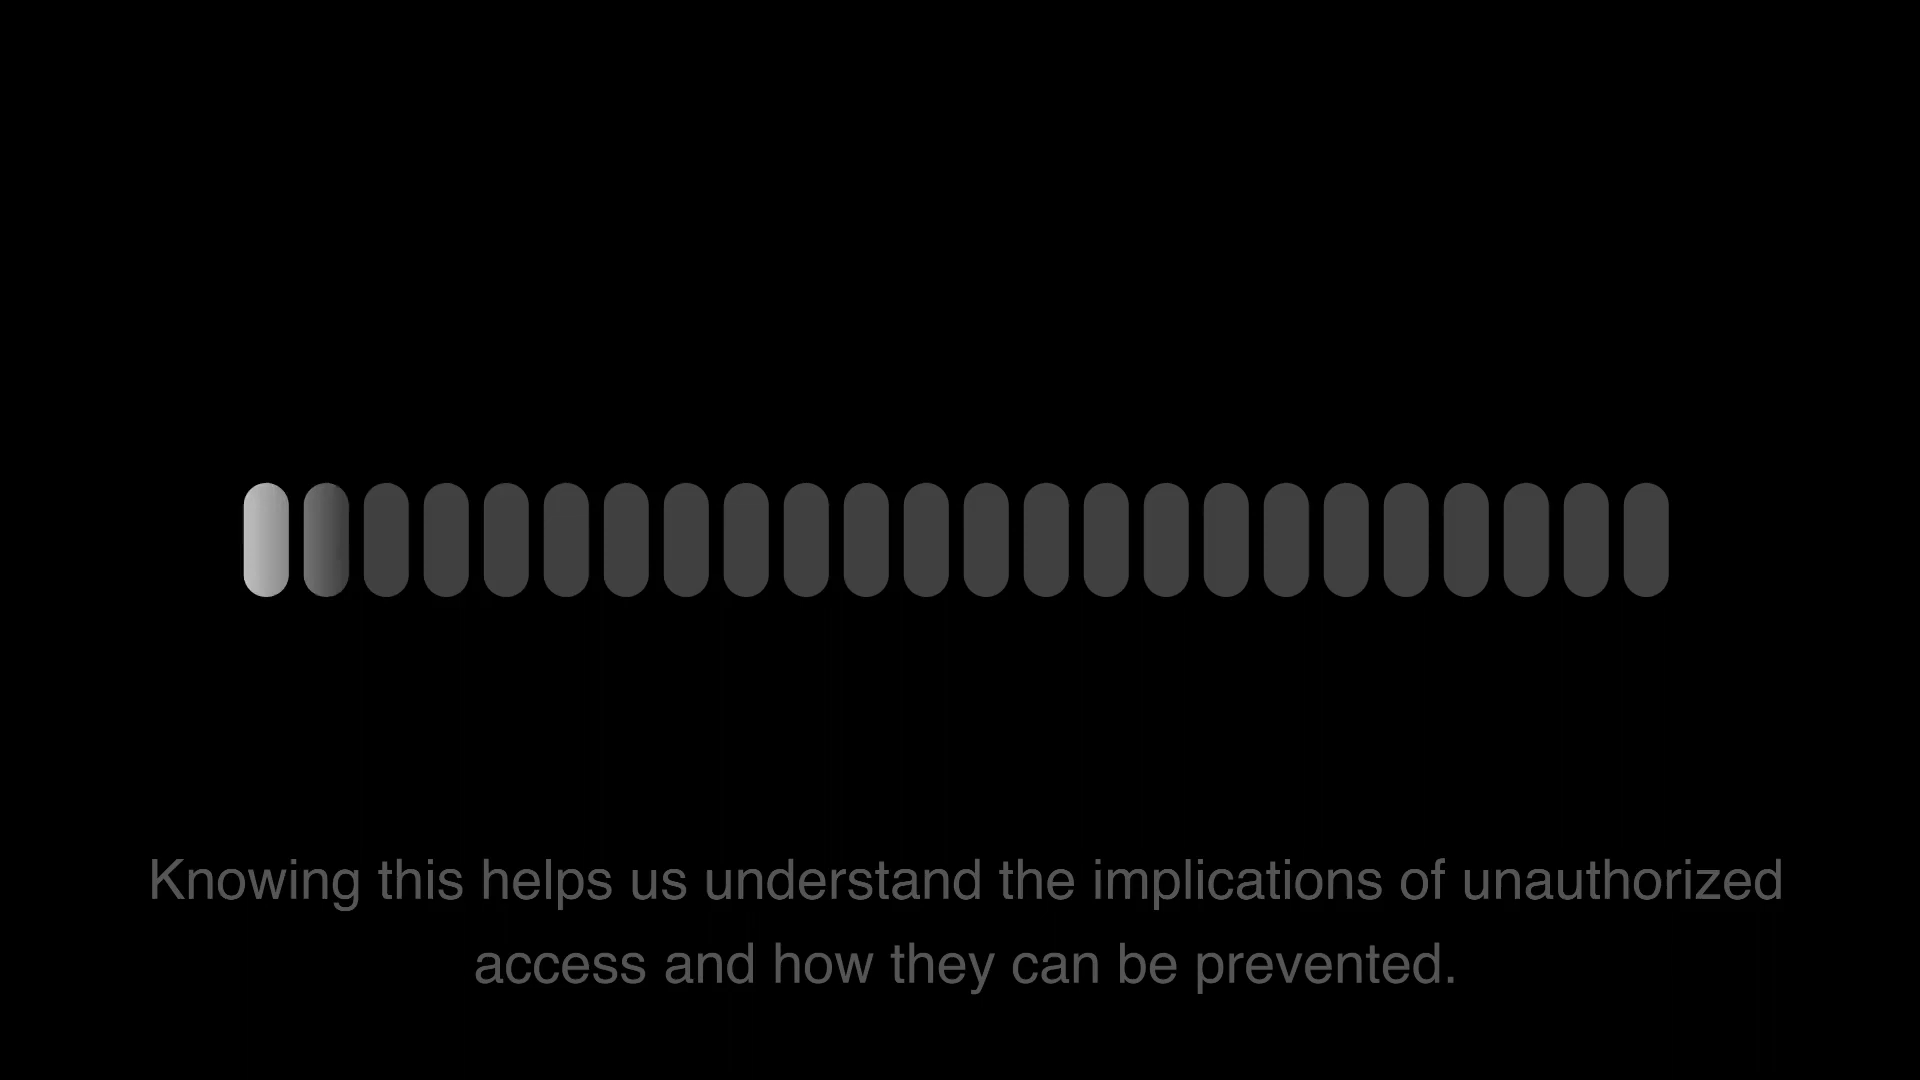 Knowing this helps us understand the implications of unauthorized
access and how they can be prevented.